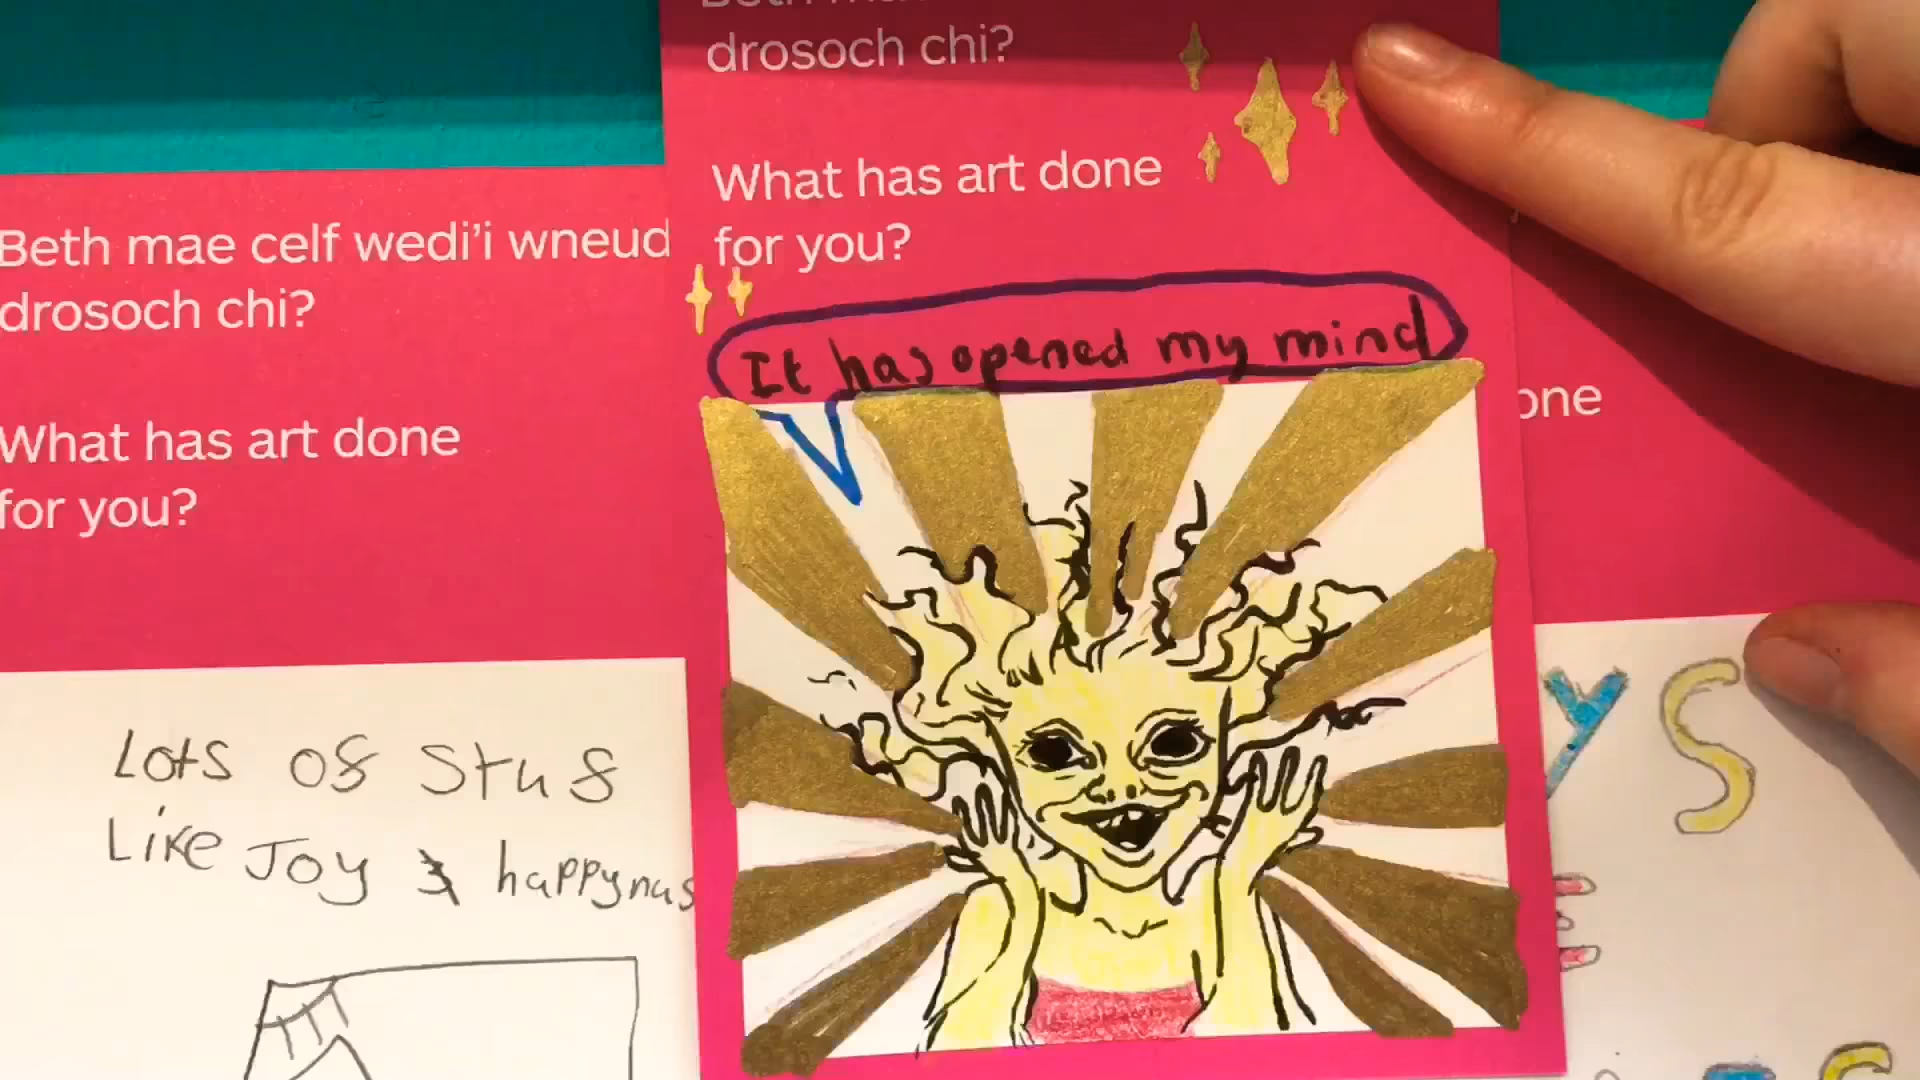 drosoch chi?
What has art done
for you?
It has opened my mind
Beth mae celf wedi'i wneud
drosoch chi?
What has art done
for you?
Lots of Stuf
Like Joy & happynas
one
YS